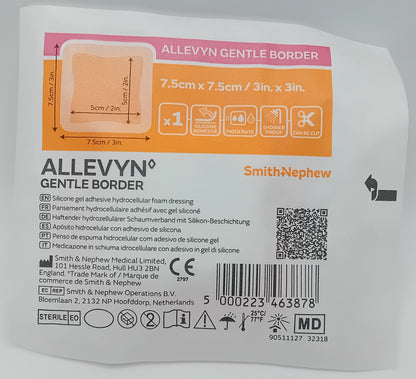 ALLEVYN GENTLE BORDER
7.5cm x 7.5cm / 3in. x 3in.
7.5cm / 3in.
5cm / 2in.
5cm / 2in.
7.5cm / 3in.
x1
SILICONE ADHESIVE
MODERATE
SHOWER PROOF
CAN BE CUT
ALLEVYN◊
GENTLE BORDER
Smith+Nephew
EN Silicone gel adhesive hydrocellular foam dressing
FR Pansement hydrocellulaire adhésif avec gel siliconé
DE Haftender hydrozellulärer Schaumverband mit Silikon-Beschichtung
ES Apósito hidrocelular con adhesivo de silicona
PT Penso de espuma hidrocelular com adesivo de silicone gel
IT Medicazione in schiuma idrocellulare con adesivo in gel di silicone
Smith & Nephew Medical Limited,
101 Hessle Road, Hull HU3 2BN
England. °Trade Mark of / Marque de
commerce de Smith & Nephew
CE
2797
EC REP Smith & Nephew Operations B.V.
Bloemlaan 2, 2132 NP Hoofddorp, Netherlands
5 000223 463878
STERILE EO
2
25°C/
77°F
MD
90511127 32318